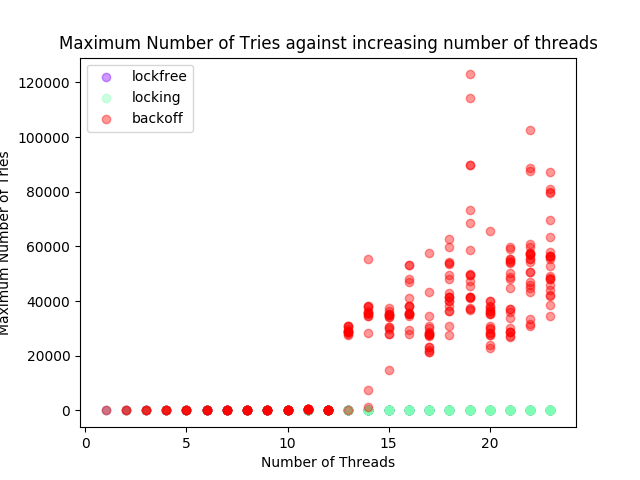 Maximum Number of Tries against increasing number of threads
lockfree
locking
backoff
120000
100000
80000
60000
40000
20000
0
Maximum Number of Tries
0 5 10 15 20
Number of Threads